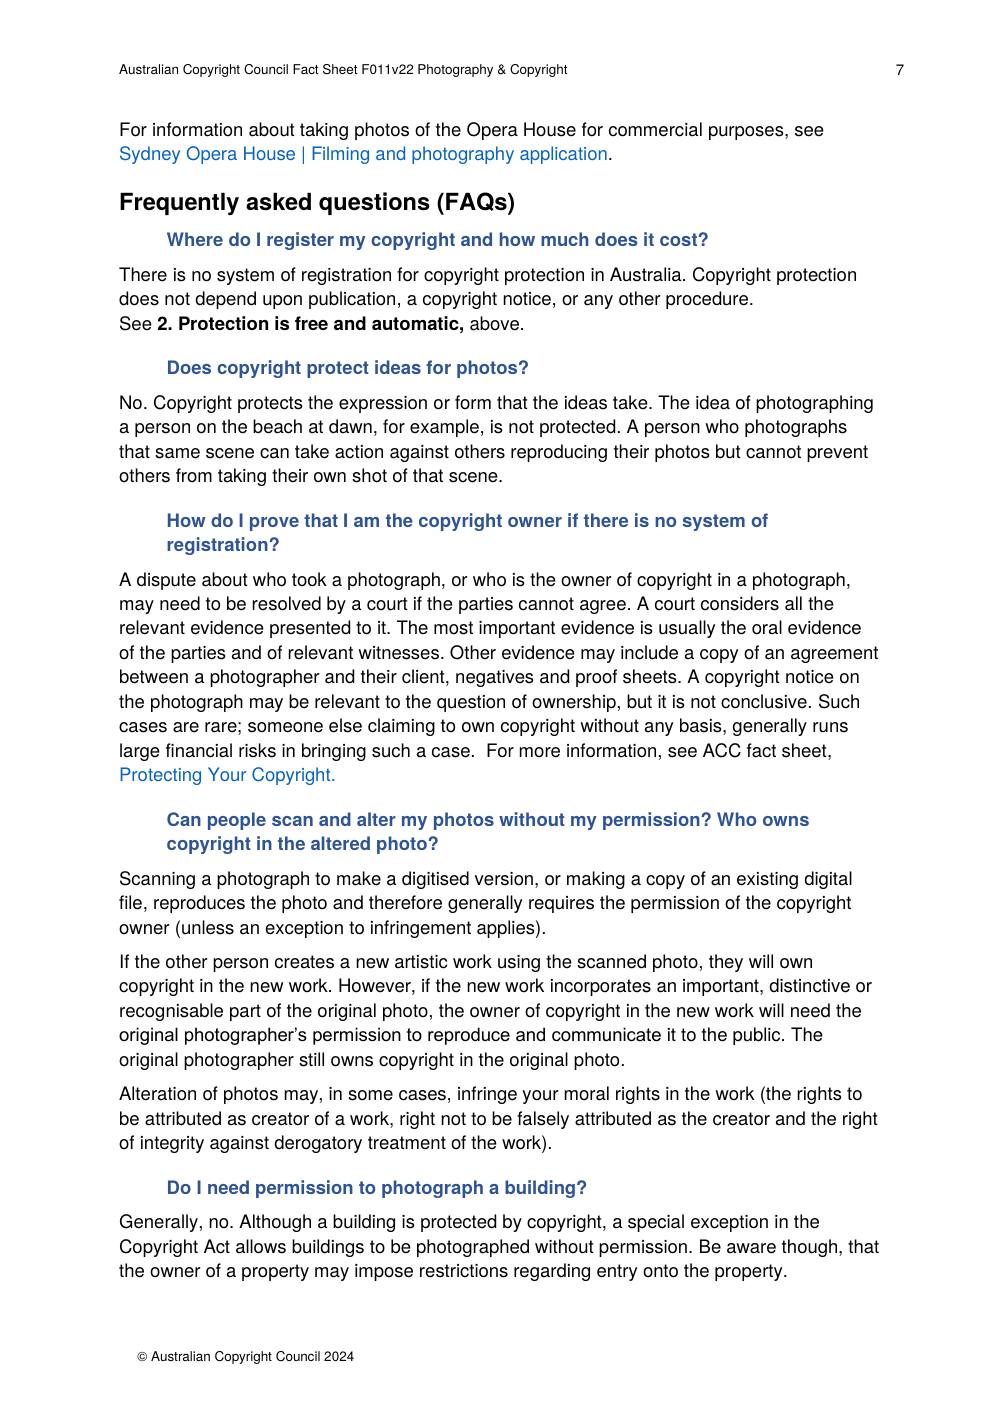 Australian Copyright Council Fact Sheet F011v22 Photography & Copyright 7
For information about taking photos of the Opera House for commercial purposes, see
Sydney Opera House | Filming and photography application.
Frequently asked questions (FAQs)
Where do I register my copyright and how much does it cost?
There is no system of registration for copyright protection in Australia. Copyright protection
does not depend upon publication, a copyright notice, or any other procedure.
See 2. Protection is free and automatic, above.
Does copyright protect ideas for photos?
No. Copyright protects the expression or form that the ideas take. The idea of photographing
a person on the beach at dawn, for example, is not protected. A person who photographs
that same scene can take action against others reproducing their photos but cannot prevent
others from taking their own shot of that scene.
How do I prove that I am the copyright owner if there is no system of
registration?
A dispute about who took a photograph, or who is the owner of copyright in a photograph,
may need to be resolved by a court if the parties cannot agree. A court considers all the
relevant evidence presented to it. The most important evidence is usually the oral evidence
of the parties and of relevant witnesses. Other evidence may include a copy of an agreement
between a photographer and their client, negatives and proof sheets. A copyright notice on
the photograph may be relevant to the question of ownership, but it is not conclusive. Such
cases are rare; someone else claiming to own copyright without any basis, generally runs
large financial risks in bringing such a case.  For more information, see ACC fact sheet,
Protecting Your Copyright.
Can people scan and alter my photos without my permission? Who owns
copyright in the altered photo?
Scanning a photograph to make a digitised version, or making a copy of an existing digital
file, reproduces the photo and therefore generally requires the permission of the copyright
owner (unless an exception to infringement applies).
If the other person creates a new artistic work using the scanned photo, they will own
copyright in the new work. However, if the new work incorporates an important, distinctive or
recognisable part of the original photo, the owner of copyright in the new work will need the
original photographer’s permission to reproduce and communicate it to the public. The
original photographer still owns copyright in the original photo.
Alteration of photos may, in some cases, infringe your moral rights in the work (the rights to
be attributed as creator of a work, right not to be falsely attributed as the creator and the right
of integrity against derogatory treatment of the work).
Do I need permission to photograph a building?
Generally, no. Although a building is protected by copyright, a special exception in the
Copyright Act allows buildings to be photographed without permission. Be aware though, that
the owner of a property may impose restrictions regarding entry onto the property.
© Australian Copyright Council 2024